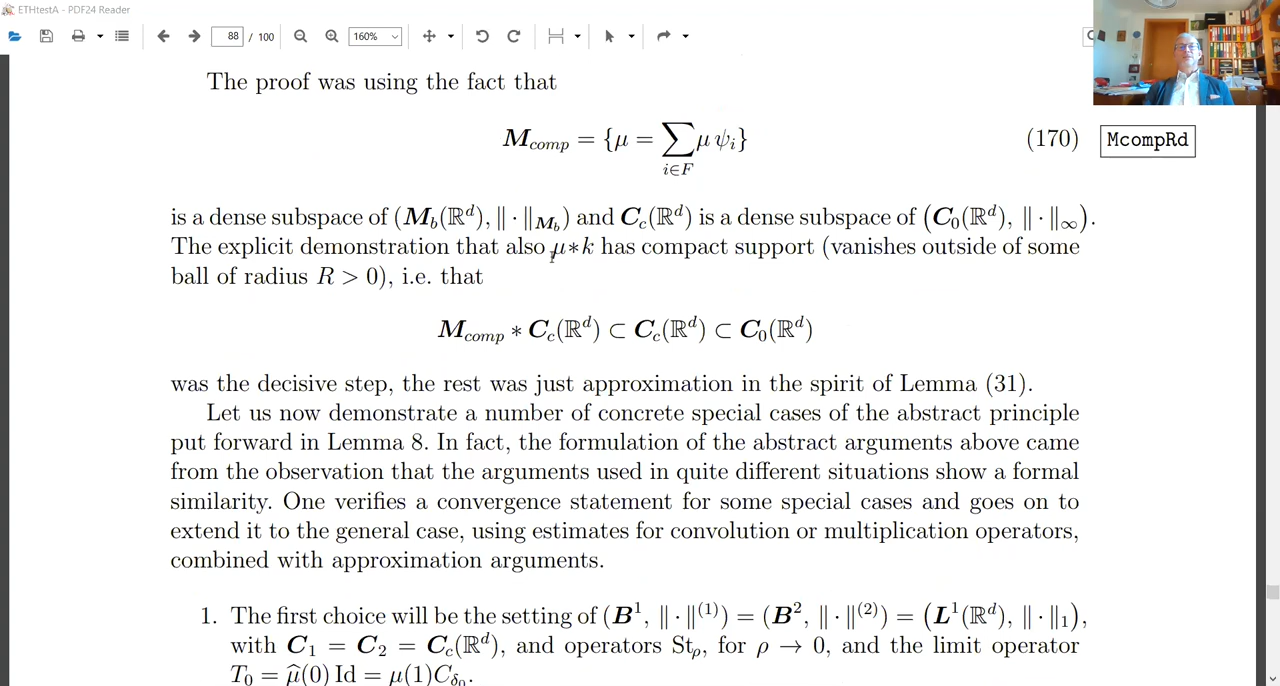 ETHtestA - PDF24 Reader
88 / 100 160%
The proof was using the fact that
M_comp = {μ = ∑_{i∈F} μ ψ_i} (170) McompRd
is a dense subspace of (M_b(ℝ^d), ‖ · ‖_{M_b}) and C_c(ℝ^d) is a dense subspace of (C_0(ℝ^d), ‖ · ‖_∞).
The explicit demonstration that also μ∗k has compact support (vanishes outside of some
ball of radius R > 0), i.e. that
M_comp ∗ C_c(ℝ^d) ⊂ C_c(ℝ^d) ⊂ C_0(ℝ^d)
was the decisive step, the rest was just approximation in the spirit of Lemma (31).
Let us now demonstrate a number of concrete special cases of the abstract principle
put forward in Lemma 8. In fact, the formulation of the abstract arguments above came
from the observation that the arguments used in quite different situations show a formal
similarity. One verifies a convergence statement for some special cases and goes on to
extend it to the general case, using estimates for convolution or multiplication operators,
combined with approximation arguments.
1. The first choice will be the setting of (B^1, ‖ · ‖^(1)) = (B^2, ‖ · ‖^(2)) = (L^1(ℝ^d), ‖ · ‖_1),
with C_1 = C_2 = C_c(ℝ^d), and operators St_ρ, for ρ → 0, and the limit operator
T_0 = μ̂(0) Id = μ(1)C_{δ_0}.